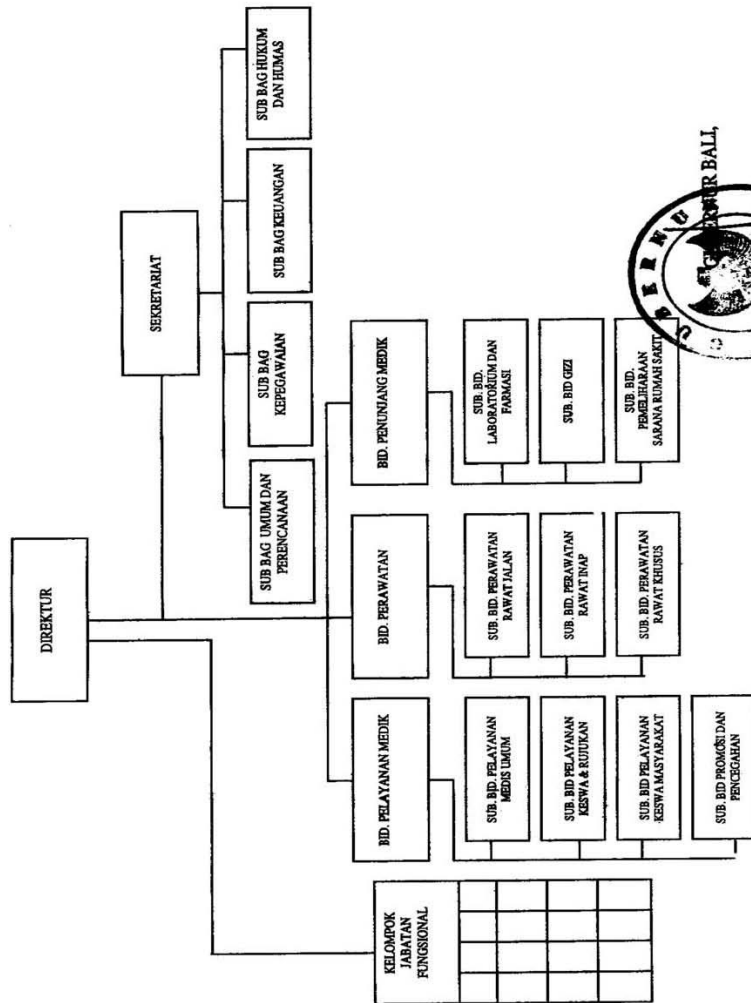 DIREKTUR
SEKRETARIAT
SUB BAG UMUM DAN
PERENCANAAN
SUB BAG
KEPEGAWAIAN
SUB BAG KEUANGAN
SUB BAG HUKUM
DAN HUMAS
KELOMPOK
JABATAN
FUNGSIONAL
BID. PELAYANAN MEDIK
BID. PERAWATAN
BID. PENUNJANG MEDIK
SUB. BID. PELAYANAN
MEDIS UMUM
SUB. BID PELAYANAN
KESWA & RUJUKAN
SUB. BID PELAYANAN
KESWA MASYARAKAT
SUB. BID PROMOSI DAN
PENCEGAHAN
SUB. BID. PERAWATAN
RAWAT JALAN
SUB. BID. PERAWATAN
RAWAT INAP
SUB. BID. PERAWATAN
RAWAT KHUSUS
SUB. BID.
LABORATORIUM DAN
FARMASI
SUB. BID GIZI
SUB. BID.
PEMELIHARAAN
SARANA RUMAH SAKIT
BALI,